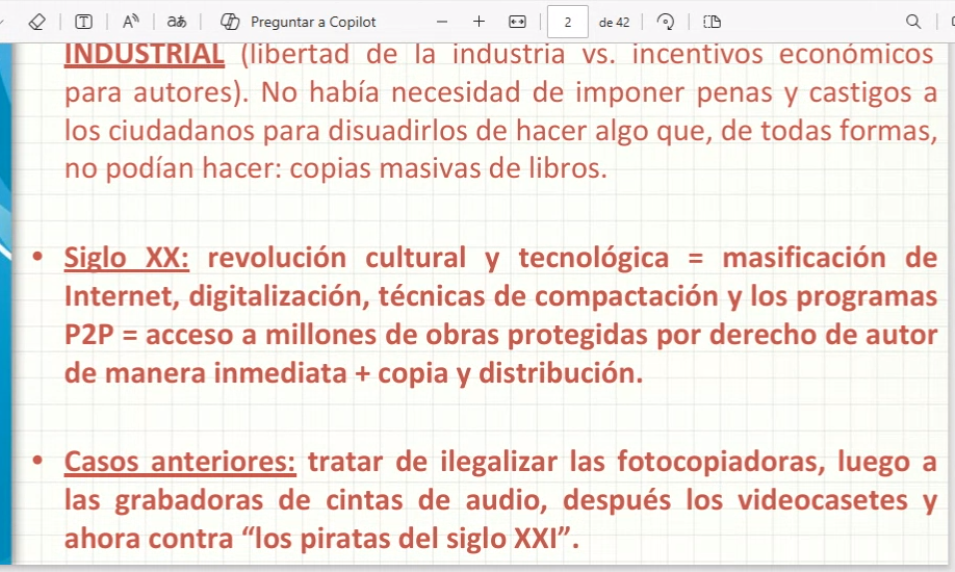 Preguntar a Copilot
2 de 42
INDUSTRIAL (libertad de la industria vs. incentivos económicos
para autores). No había necesidad de imponer penas y castigos a
los ciudadanos para disuadirlos de hacer algo que, de todas formas,
no podían hacer: copias masivas de libros.
• Siglo XX: revolución cultural y tecnológica = masificación de
Internet, digitalización, técnicas de compactación y los programas
P2P = acceso a millones de obras protegidas por derecho de autor
de manera inmediata + copia y distribución.
• Casos anteriores: tratar de ilegalizar las fotocopiadoras, luego a
las grabadoras de cintas de audio, después los videocasetes y
ahora contra “los piratas del siglo XXI”.